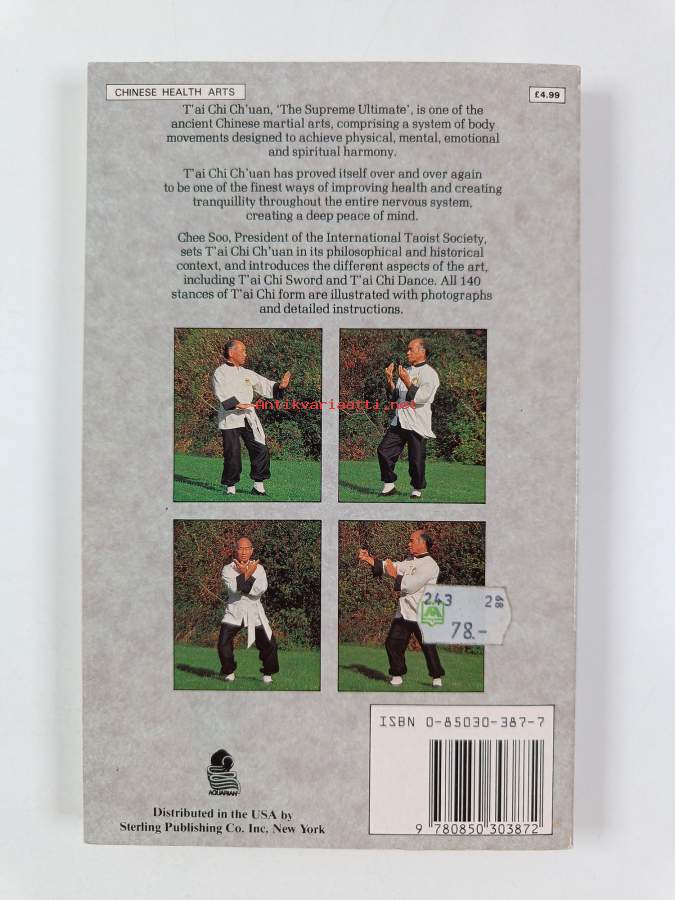 CHINESE HEALTH ARTS
£4.99
T'ai Chi Ch'uan, 'The Supreme Ultimate', is one of the
ancient Chinese martial arts, comprising a system of body
movements designed to achieve physical, mental, emotional
and spiritual harmony.
T'ai Chi Ch'uan has proved itself over and over again
to be one of the finest ways of improving health and creating
tranquillity throughout the entire nervous system,
creating a deep peace of mind.
Chee Soo, President of the International Taoist Society,
sets T'ai Chi Ch'uan in its philosophical and historical
context, and introduces the different aspects of the art,
including T'ai Chi Sword and T'ai Chi Dance. All 140
stances of T'ai Chi form are illustrated with photographs
and detailed instructions.
Antikvariaatti.net
243
78.-
ISBN 0-85030-387-7
9 780850 303872
AQUARIAN
Distributed in the USA by
Sterling Publishing Co. Inc, New York